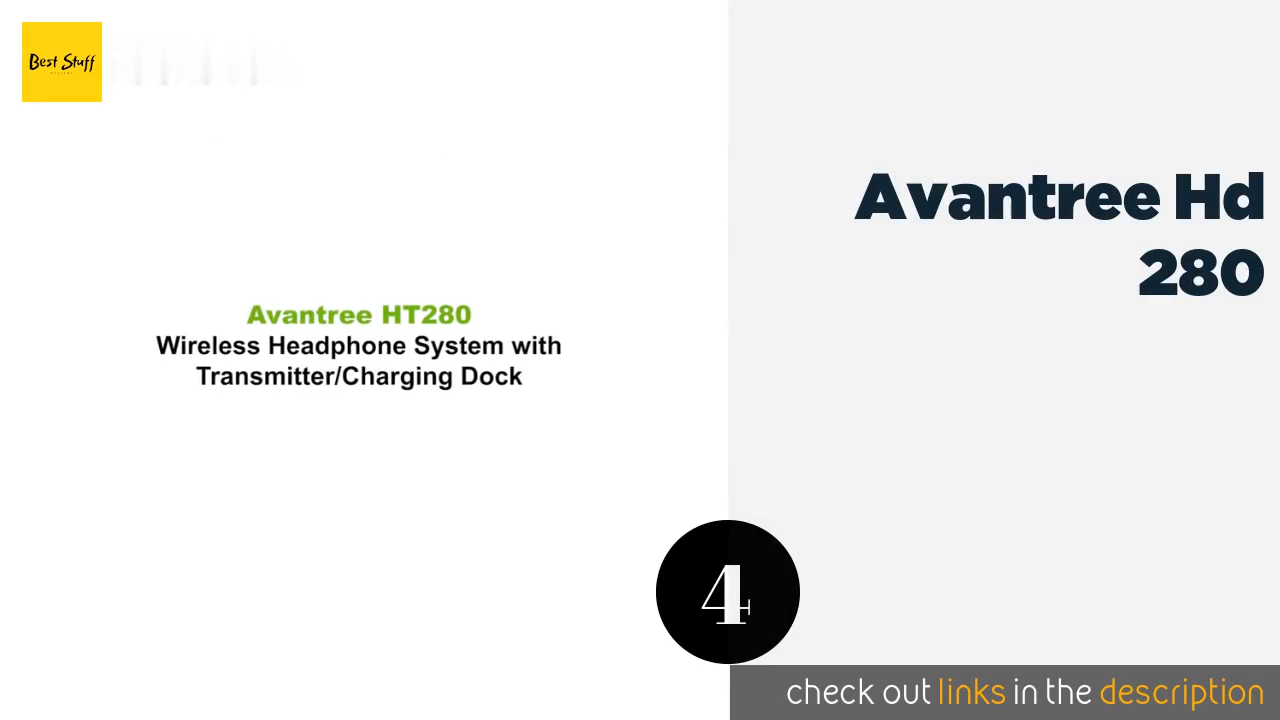 Best Stuff
Avantree Hd
280
Avantree HT280
Wireless Headphone System with
Transmitter/Charging Dock
4
check out links in the description